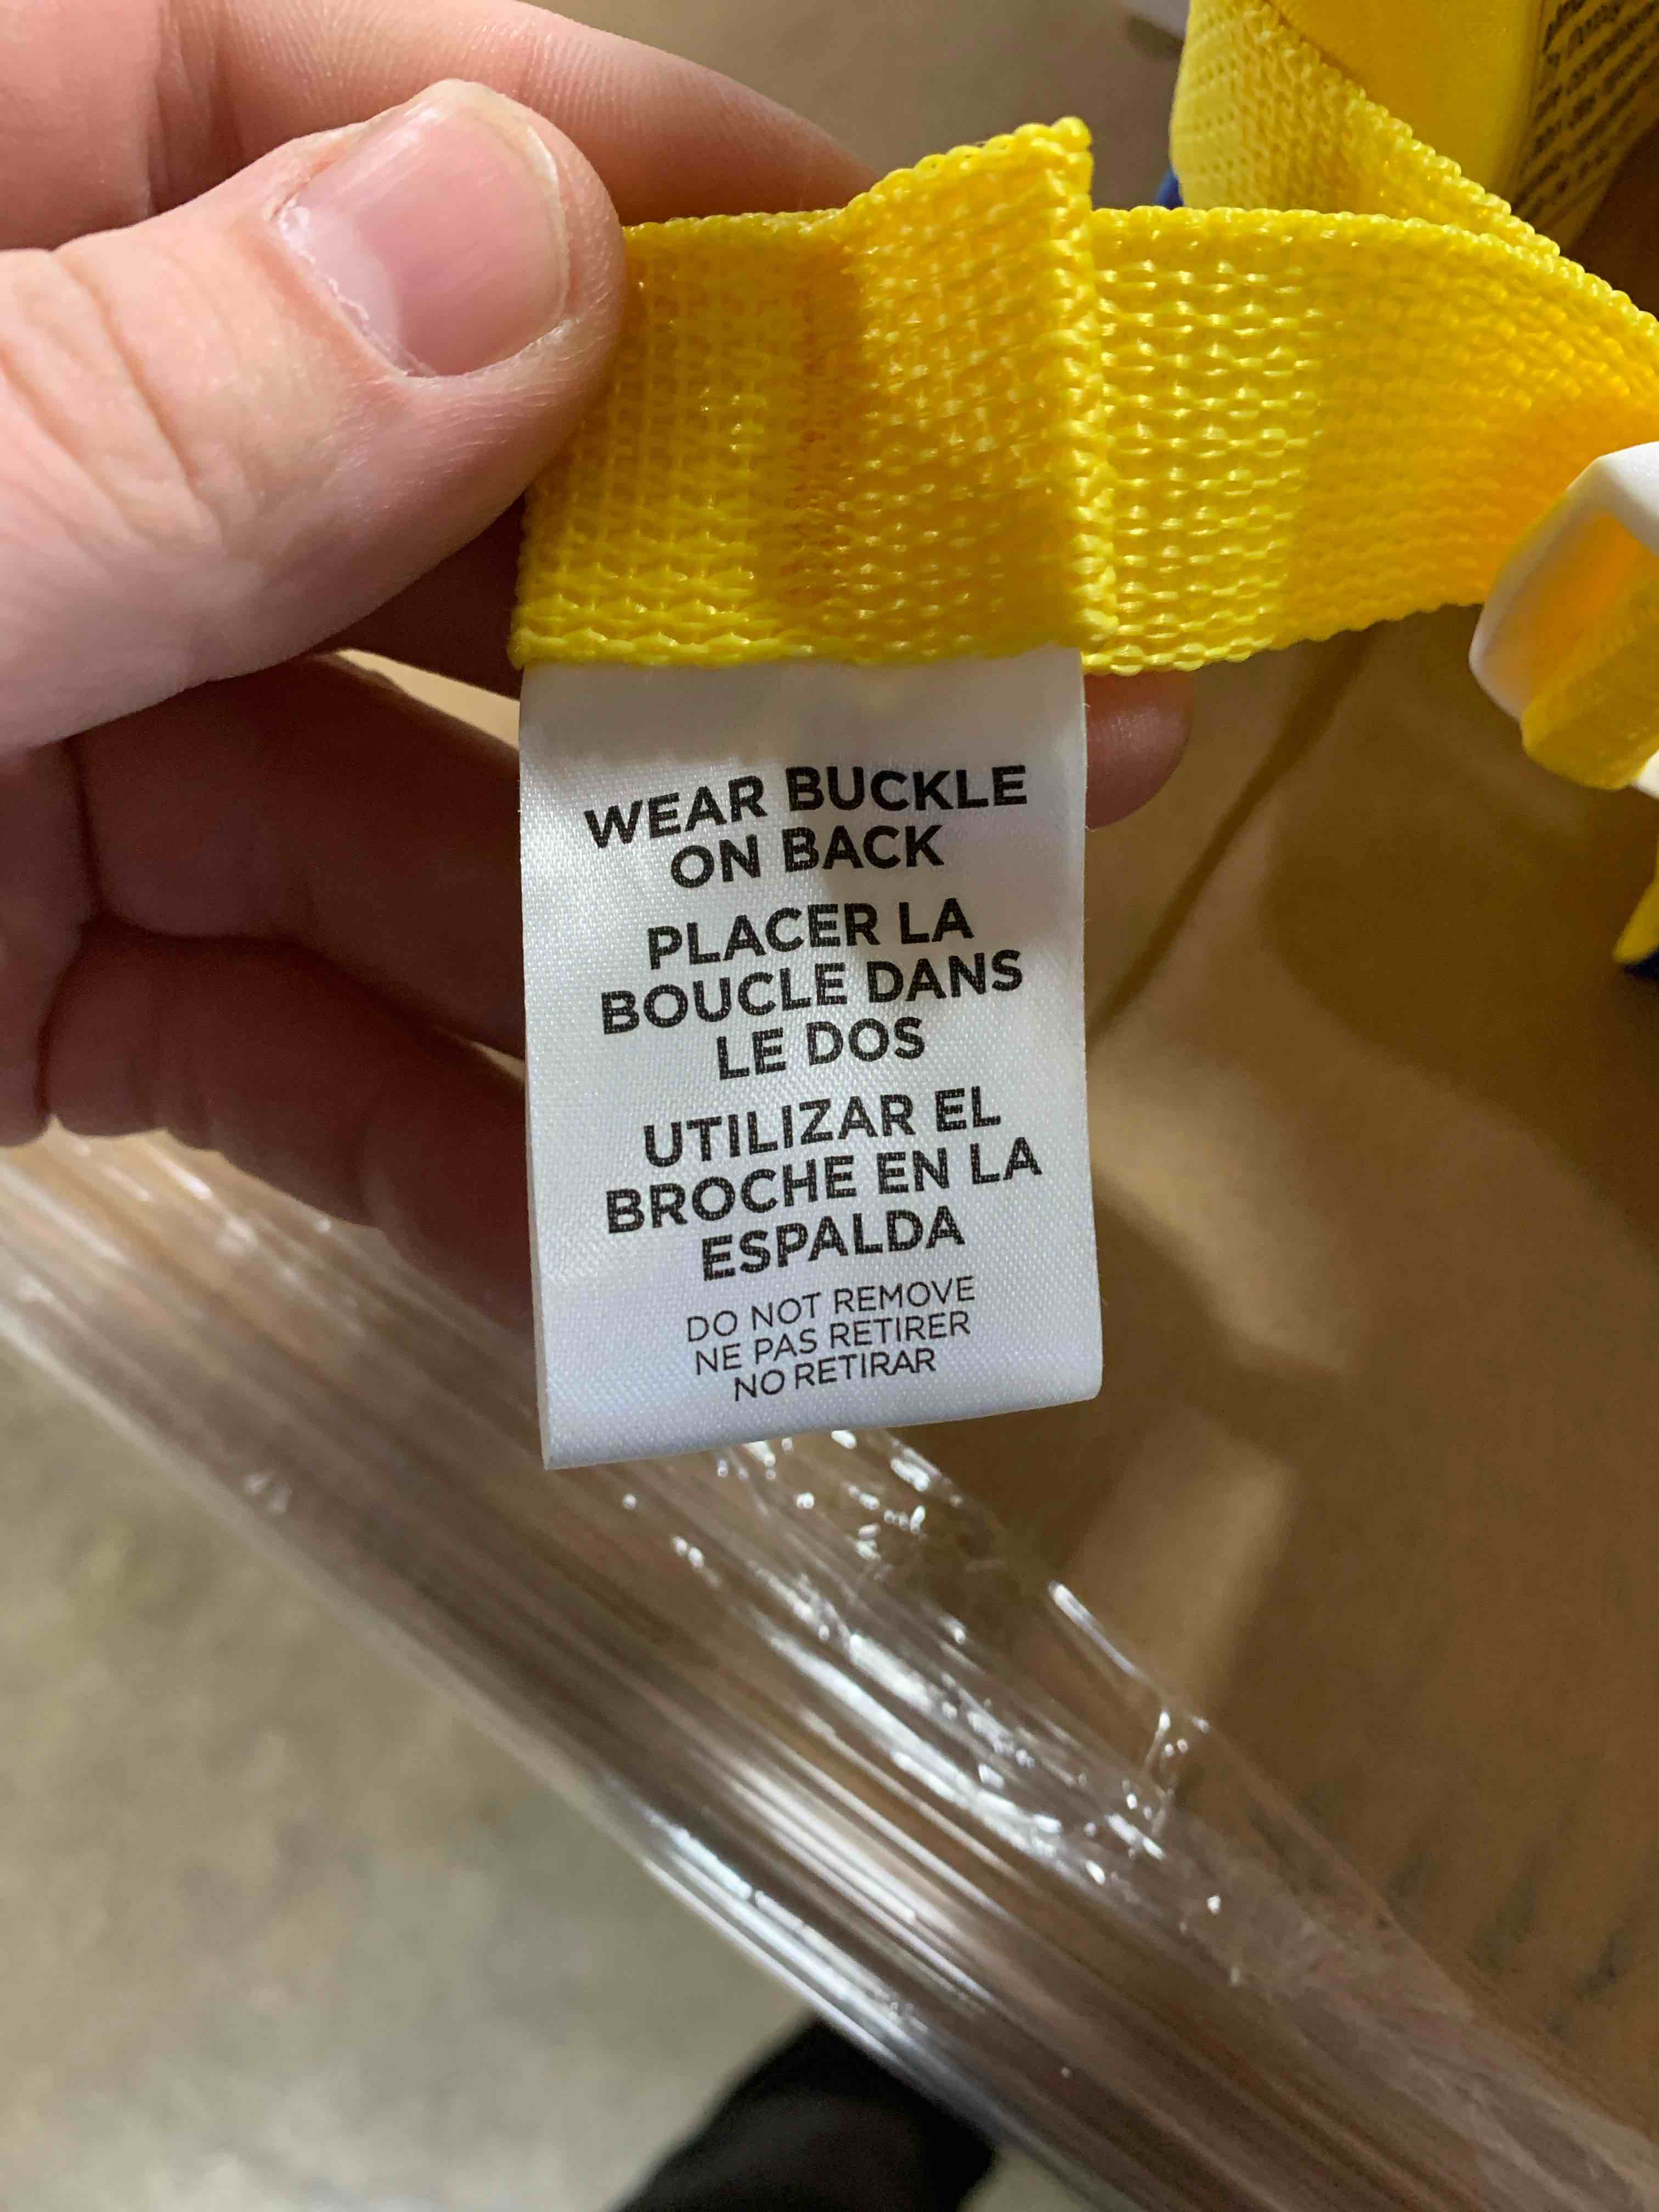 WEAR BUCKLE
ON BACK
PLACER LA
BOUCLE DANS
LE DOS
UTILIZAR EL
BROCHE EN LA
ESPALDA
DO NOT REMOVE
NE PAS RETIRER
NO RETIRAR